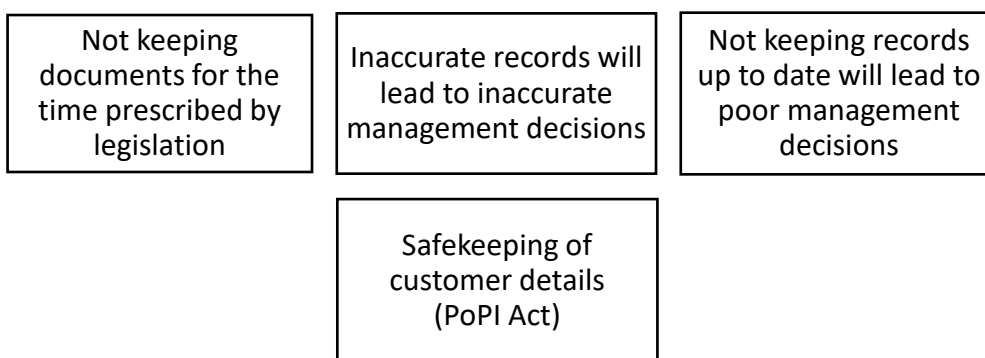 Not keeping
documents for the
time prescribed by
legislation
Inaccurate records will
lead to inaccurate
management decisions
Not keeping records
up to date will lead to
poor management
decisions
Safekeeping of
customer details
(PoPI Act)